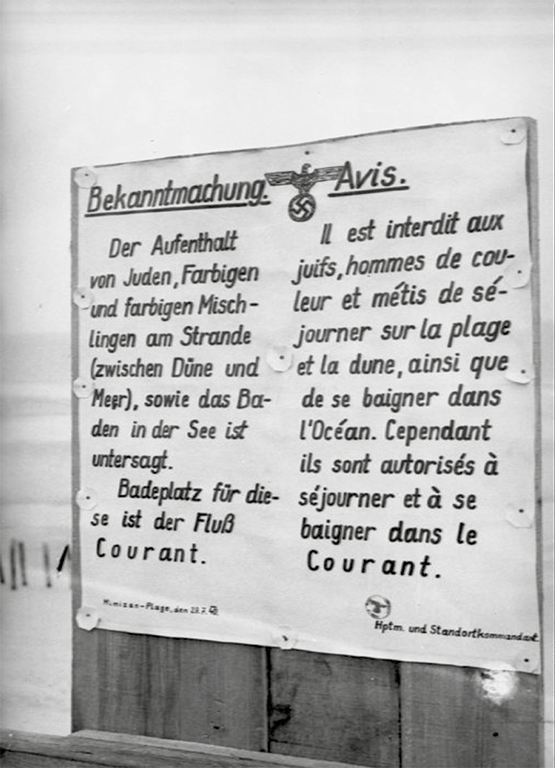 Bekanntmachung.
Der Aufenthalt
von Juden, Farbigen
und farbigen Misch-
lingen am Strande
(zwischen Düne und
Meer), sowie das Ba-
den in der See ist
untersagt.
Badeplatz für die-
se ist der Fluß
Courant.
Mimizan-Plage, den
Avis.
Il est interdit aux
juifs, hommes de cou-
leur et métis de sé-
journer sur la plage
et la dune, ainsi que
de se baigner dans
l'Océan. Cependant
ils sont autorisés à
séjourner et à se
baigner dans le
Courant.
Hptm. und Standortkommandant.